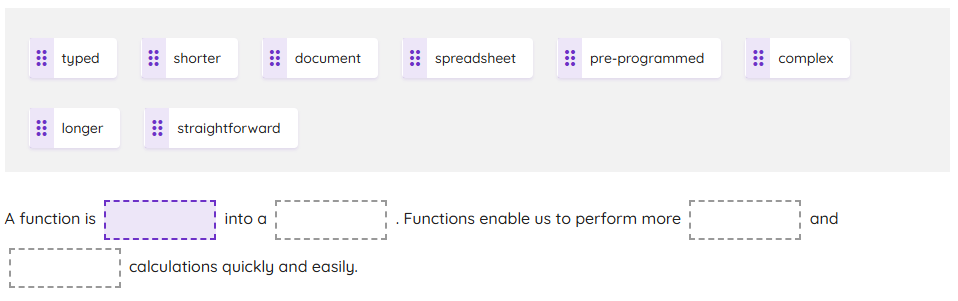 typed shorter document spreadsheet pre-programmed complex
longer straightforward
A function is into a . Functions enable us to perform more and
calculations quickly and easily.